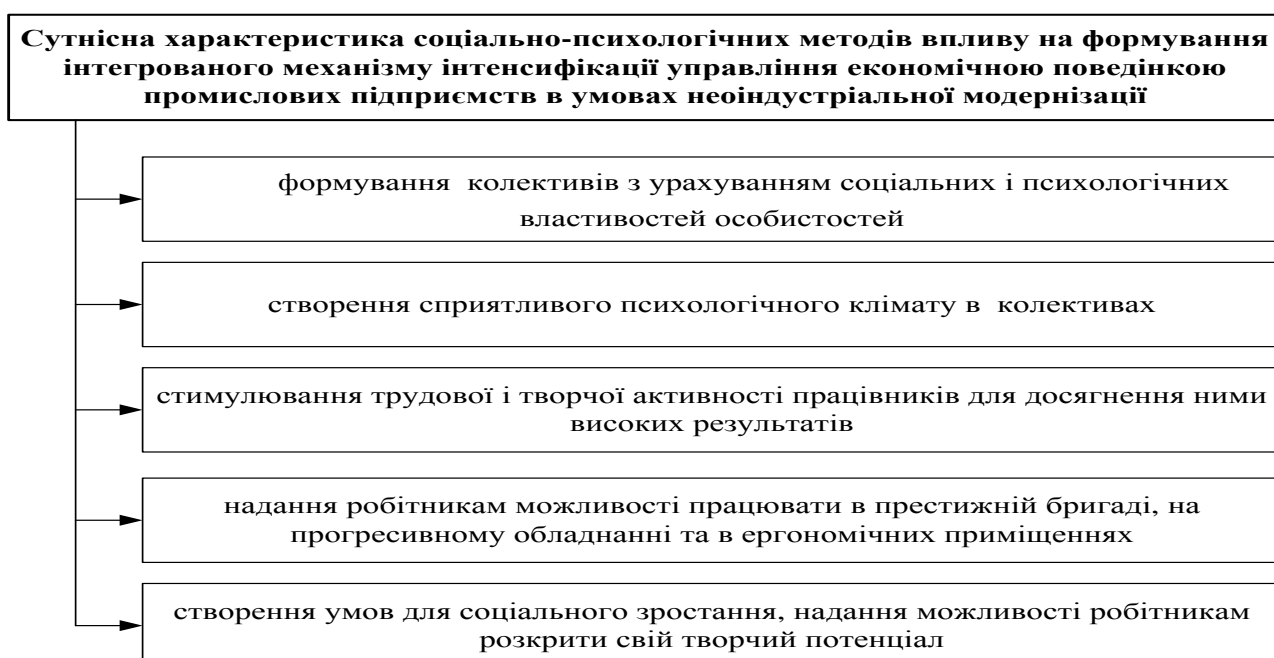 Сутнісна характеристика соціально-психологічних методів впливу на формування
інтегрованого механізму інтенсифікації управління економічною поведінкою
промислових підприємств в умовах неоіндустріальної модернізації
формування колективів з урахуванням соціальних і психологічних
властивостей особистостей
створення сприятливого психологічного клімату в колективах
стимулювання трудової і творчої активності працівників для досягнення ними
високих результатів
надання робітникам можливості працювати в престижній бригаді, на
прогресивному обладнанні та в ергономічних приміщеннях
створення умов для соціального зростання, надання можливості робітникам
розкрити свій творчий потенціал